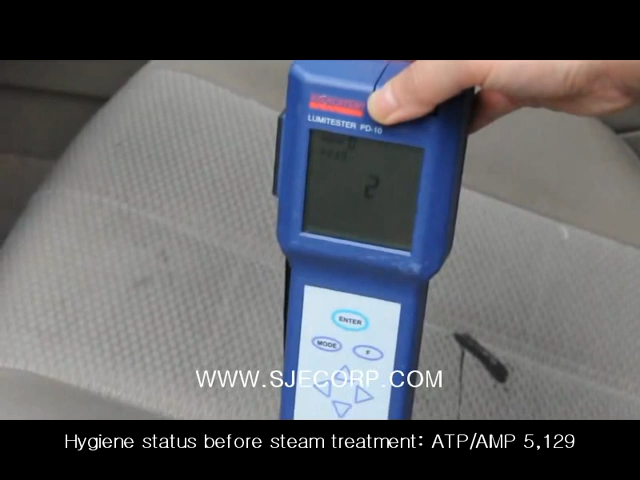 LUMITESTER PD-10
2
ENTER
MODE
F
WWW.SJECORP.COM
Hygiene status before steam treatment: ATP/AMP 5,129